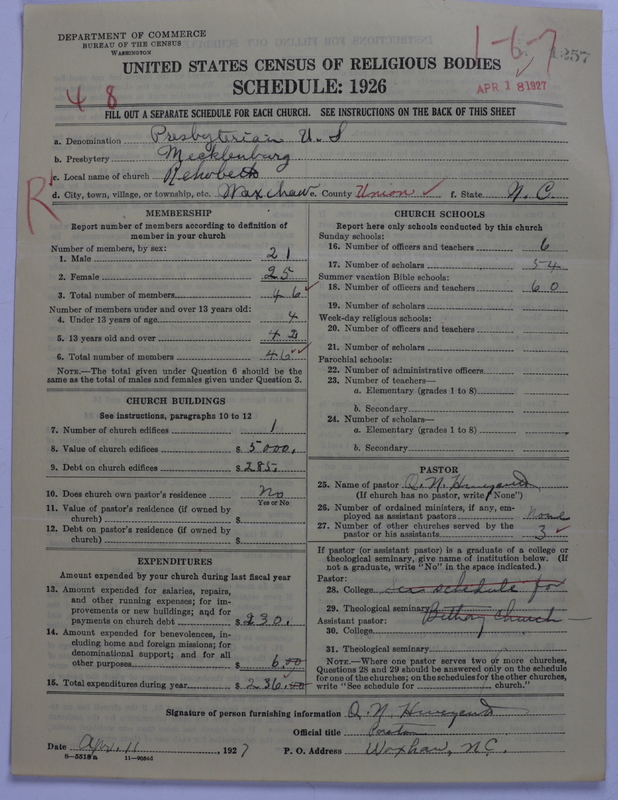 DEPARTMENT OF COMMERCE
BUREAU OF THE CENSUS
WASHINGTON
1-6-7
APR 18 1927
UNITED STATES CENSUS OF RELIGIOUS BODIES
SCHEDULE: 1926
48
FILL OUT A SEPARATE SCHEDULE FOR EACH CHURCH. SEE INSTRUCTIONS ON THE BACK OF THIS SHEET
a. Denomination Presbyterian U. S
b. Presbytery Mecklenburg
c. Local name of church Rehobeth
R
d. City, town, village, or township, etc. Waxhaw e. County Union f. State N. C.
MEMBERSHIP
Report number of members according to definition of
member in your church
Number of members, by sex:
1. Male 21
2. Female 25
3. Total number of members 46
Number of members under and over 13 years old:
4. Under 13 years of age 4
5. 13 years old and over 42
6. Total number of members 46
NOTE.—The total given under Question 6 should be the
same as the total of males and females given under Question 3.
CHURCH BUILDINGS
See instructions, paragraphs 10 to 12
7. Number of church edifices 1
8. Value of church edifices $ 5000.
9. Debt on church edifices $ 285.
10. Does church own pastor's residence No
Yes or No
11. Value of pastor's residence (if owned by
church) $
12. Debt on pastor's residence (if owned by
church) $
EXPENDITURES
Amount expended by your church during last fiscal year
13. Amount expended for salaries, repairs,
and other running expenses; for im-
provements or new buildings; and for
payments on church debt $ 230.
14. Amount expended for benevolences, in-
cluding home and foreign missions; for
denominational support; and for all
other purposes $ 6.00
15. Total expenditures during year $ 236.00
CHURCH SCHOOLS
Report here only schools conducted by this church
Sunday schools:
16. Number of officers and teachers 6
17. Number of scholars 54
Summer vacation Bible schools:
18. Number of officers and teachers 60
19. Number of scholars
Week-day religious schools:
20. Number of officers and teachers
21. Number of scholars
Parochial schools:
22. Number of administrative officers
23. Number of teachers—
a. Elementary (grades 1 to 8)
b. Secondary
24. Number of scholars—
a. Elementary (grades 1 to 8)
b. Secondary
PASTOR
25. Name of pastor
(If church has no pastor, write "None")
26. Number of ordained ministers, if any, em-
ployed as assistant pastors None
27. Number of other churches served by the
pastor or his assistants 3
If pastor (or assistant pastor) is a graduate of a college or
theological seminary, give name of institution below. (If
not a graduate, write "No" in the space indicated.)
Pastor:
28. College See schedule for
29. Theological seminary Bethany Church
Assistant pastor:
30. College
31. Theological seminary
NOTE.—Where one pastor serves two or more churches,
Questions 28 and 29 should be answered only on the schedule
for one of the churches; on the schedules for the other churches,
write "See schedule for church."
Signature of person furnishing information
Official title Pastor
Date Apr. 11, 1927 P. O. Address Waxhaw, N.C.
8-5518a 11-90546